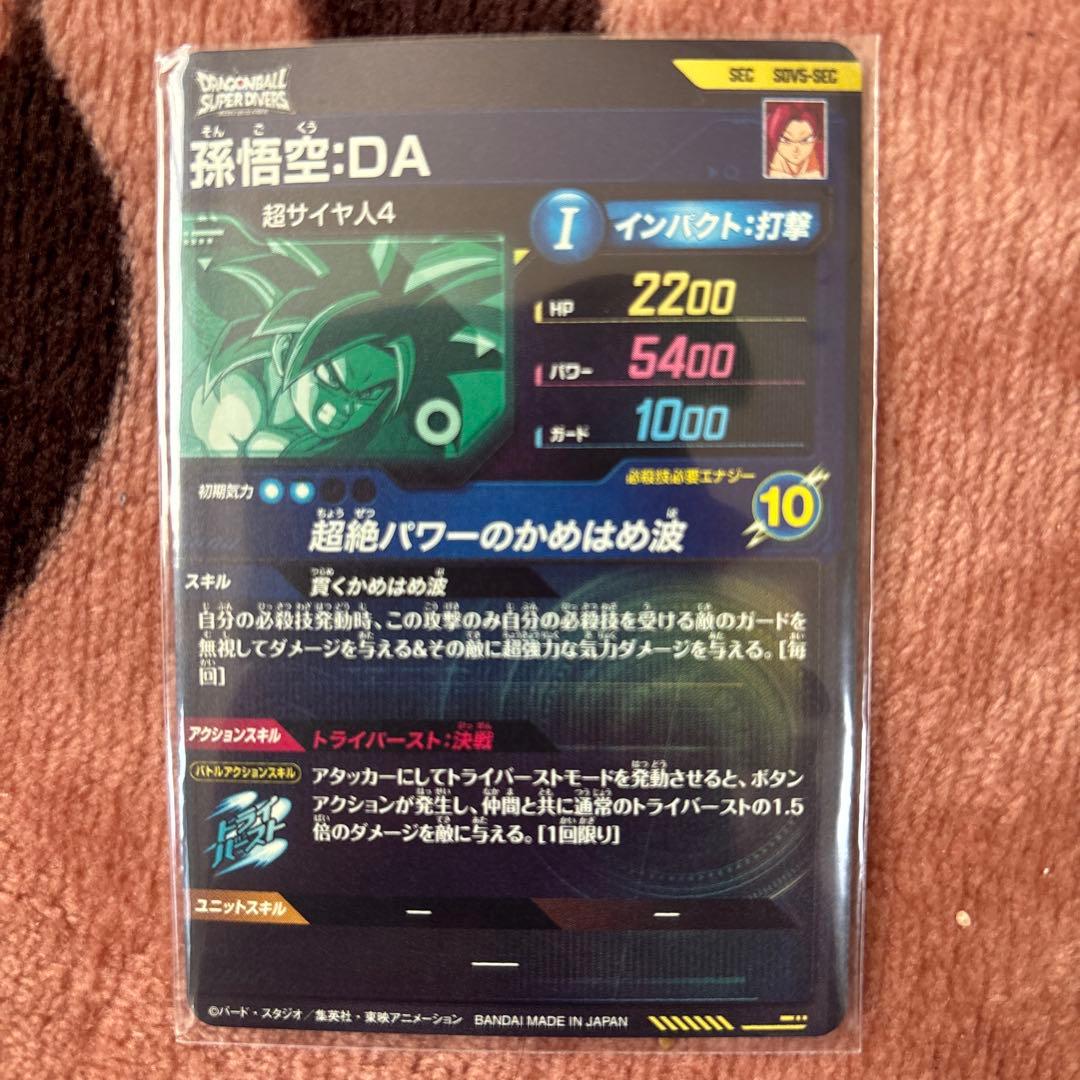 DRAGONBALL
SUPER DIVERS
SEC SDV5-SEC
そん ご くう
孫悟空:DA
超サイヤ人4
I インパクト:打撃
HP 2200
パワー 5400
ガード 1000
初期気力
必殺技必要エナジー
10
ちょう ぜつ は
超絶パワーのかめはめ波
スキル
貫くかめはめ波
自分の必殺技発動時、この攻撃のみ自分の必殺技を受ける敵のガードを
無視してダメージを与える&その敵に超強力な気力ダメージを与える。[毎
回]
アクションスキル
トライバースト:決戦
バトルアクションスキル
トライ
バースト
アタッカーにしてトライバーストモードを発動させると、ボタン
アクションが発生し、仲間と共に通常のトライバーストの1.5
倍のダメージを敵に与える。[1回限り]
ユニットスキル
— —
—
©バード・スタジオ/集英社・東映アニメーション BANDAI MADE IN JAPAN